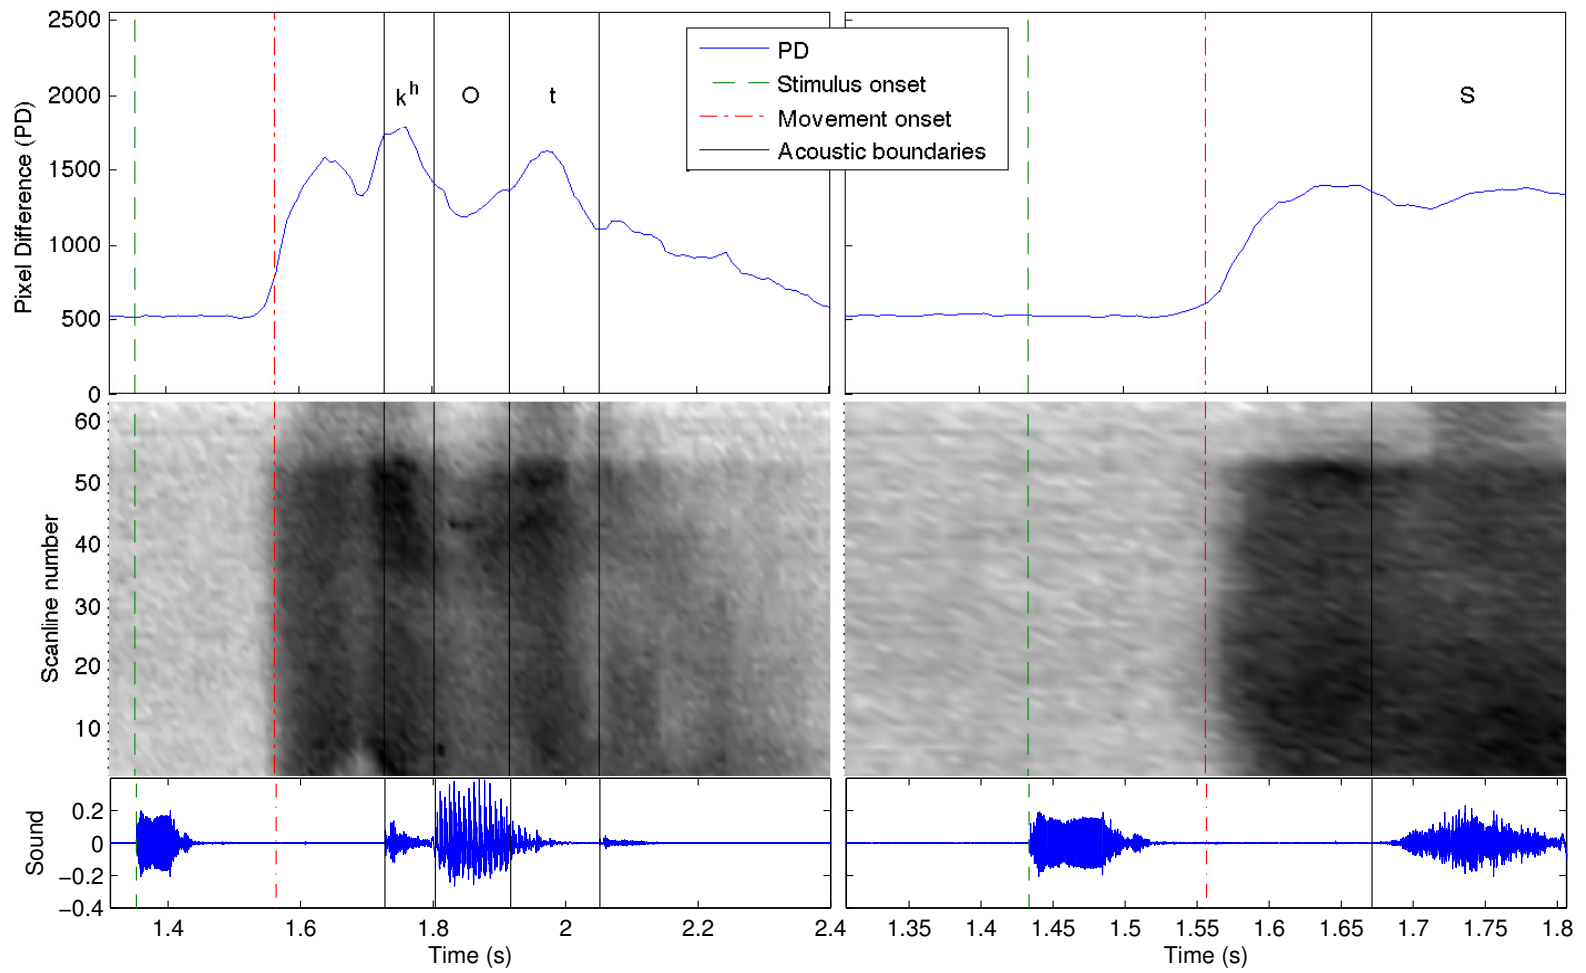 2500
2000
1500
1000
500
0
Pixel Difference (PD)
kʰ
O
t
S
PD
Stimulus onset
Movement onset
Acoustic boundaries
60
50
40
30
20
10
Scanline number
0.2
0
−0.2
−0.4
Sound
1.4
1.6
1.8
2
2.2
2.4
Time (s)
1.35
1.4
1.45
1.5
1.55
1.6
1.65
1.7
1.75
1.8
Time (s)